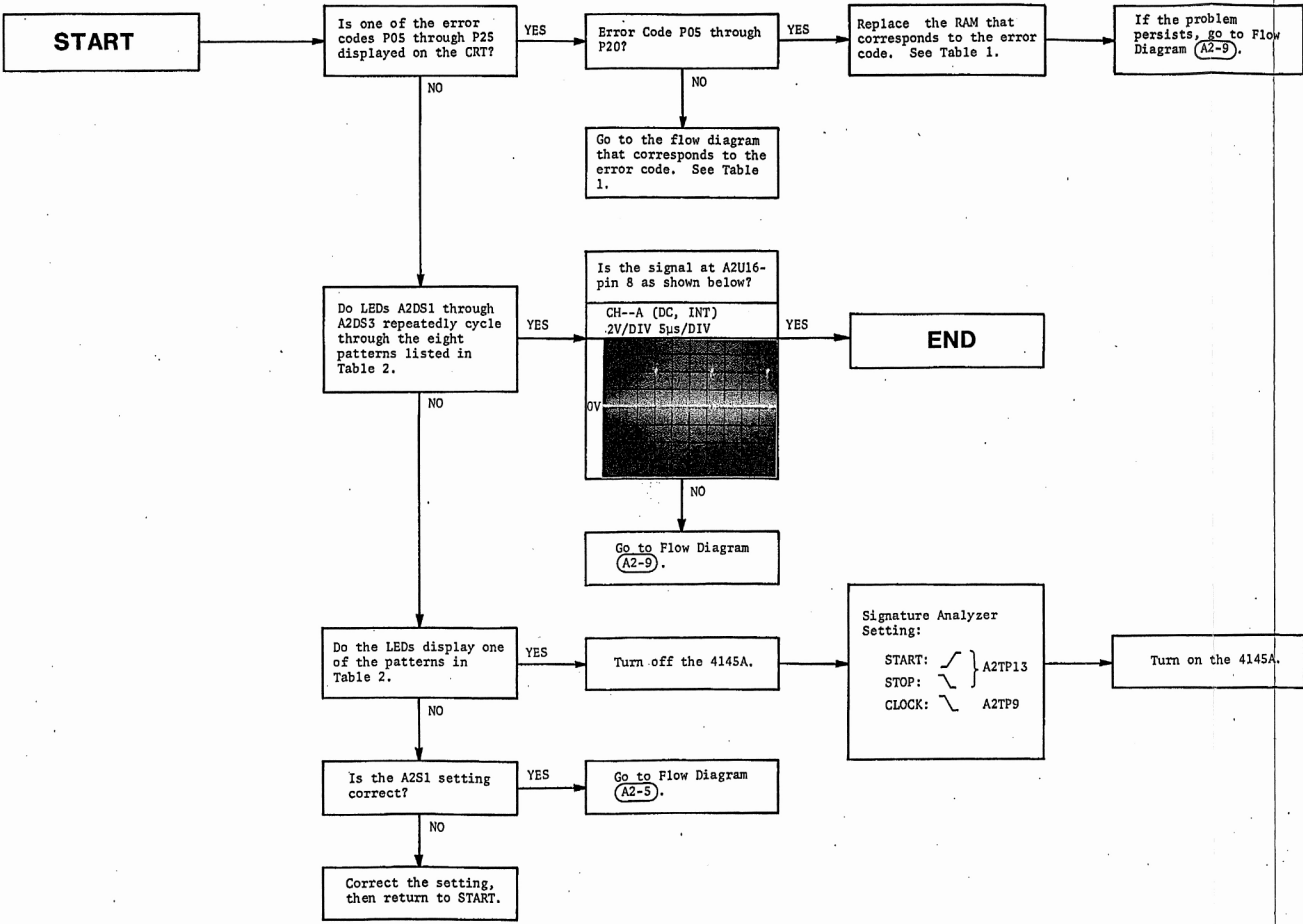 START
Is one of the error
codes P05 through P25
displayed on the CRT?
YES
Error Code P05 through
P20?
YES
Replace the RAM that
corresponds to the error
code. See Table 1.
If the problem
persists, go to Flow
Diagram A2-9.
NO
NO
Go to the flow diagram
that corresponds to the
error code. See Table
1.
Do LEDs A2DS1 through
A2DS3 repeatedly cycle
through the eight
patterns listed in
Table 2.
YES
Is the signal at A2U16-
pin 8 as shown below?
CH--A (DC, INT)
.2V/DIV 5µs/DIV
0V
YES
END
NO
NO
Go to Flow Diagram
A2-9.
Do the LEDs display one
of the patterns in
Table 2.
YES
Turn off the 4145A.
Signature Analyzer
Setting:
START:
STOP:
A2TP13
CLOCK: A2TP9
Turn on the 4145A.
NO
Is the A2S1 setting
correct?
YES
Go to Flow Diagram
A2-5.
NO
Correct the setting,
then return to START.